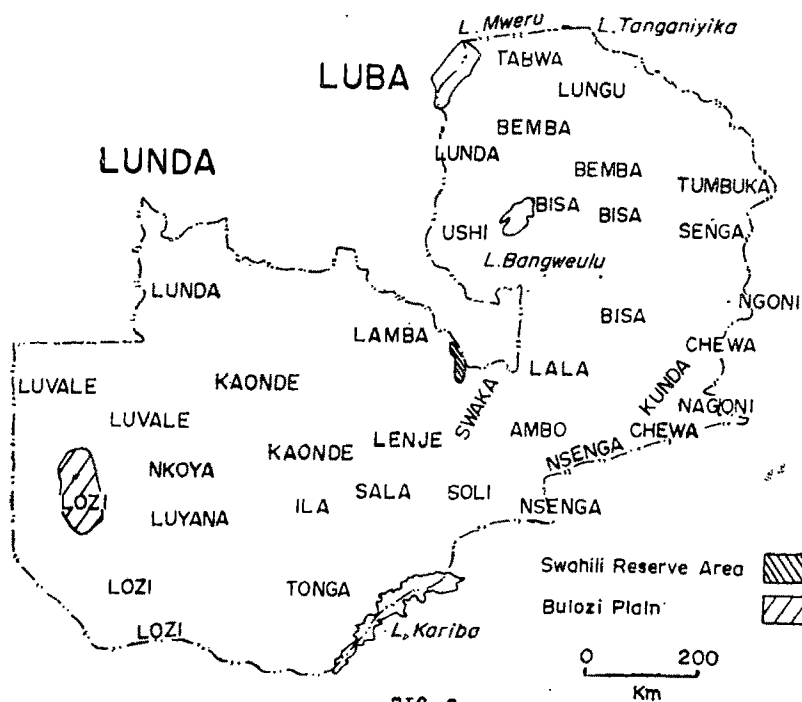 L. Mweru
L. Tanganiyika
TABWA
LUBA
LUNGU
BEMBA
LUNDA
LUNDA
BEMBA
TUMBUKA
BISA
BISA
USHI
SENGA
L. Bangweulu
LUNDA
NGONI
BISA
LAMBA
CHEWA
LALA
KUNDA
LUVALE
KAONDE
SWAKA
NAGONI
LUVALE
AMBO
CHEWA
LENJE
KAONDE
NSENGA
NKOYA
SALA
SOLI
LOZI
ILA
NSENGA
LUYANA
Swahili Reserve Area
LOZI
TONGA
Bulozi Plain
LOZI
L. Kariba
0 200
Km